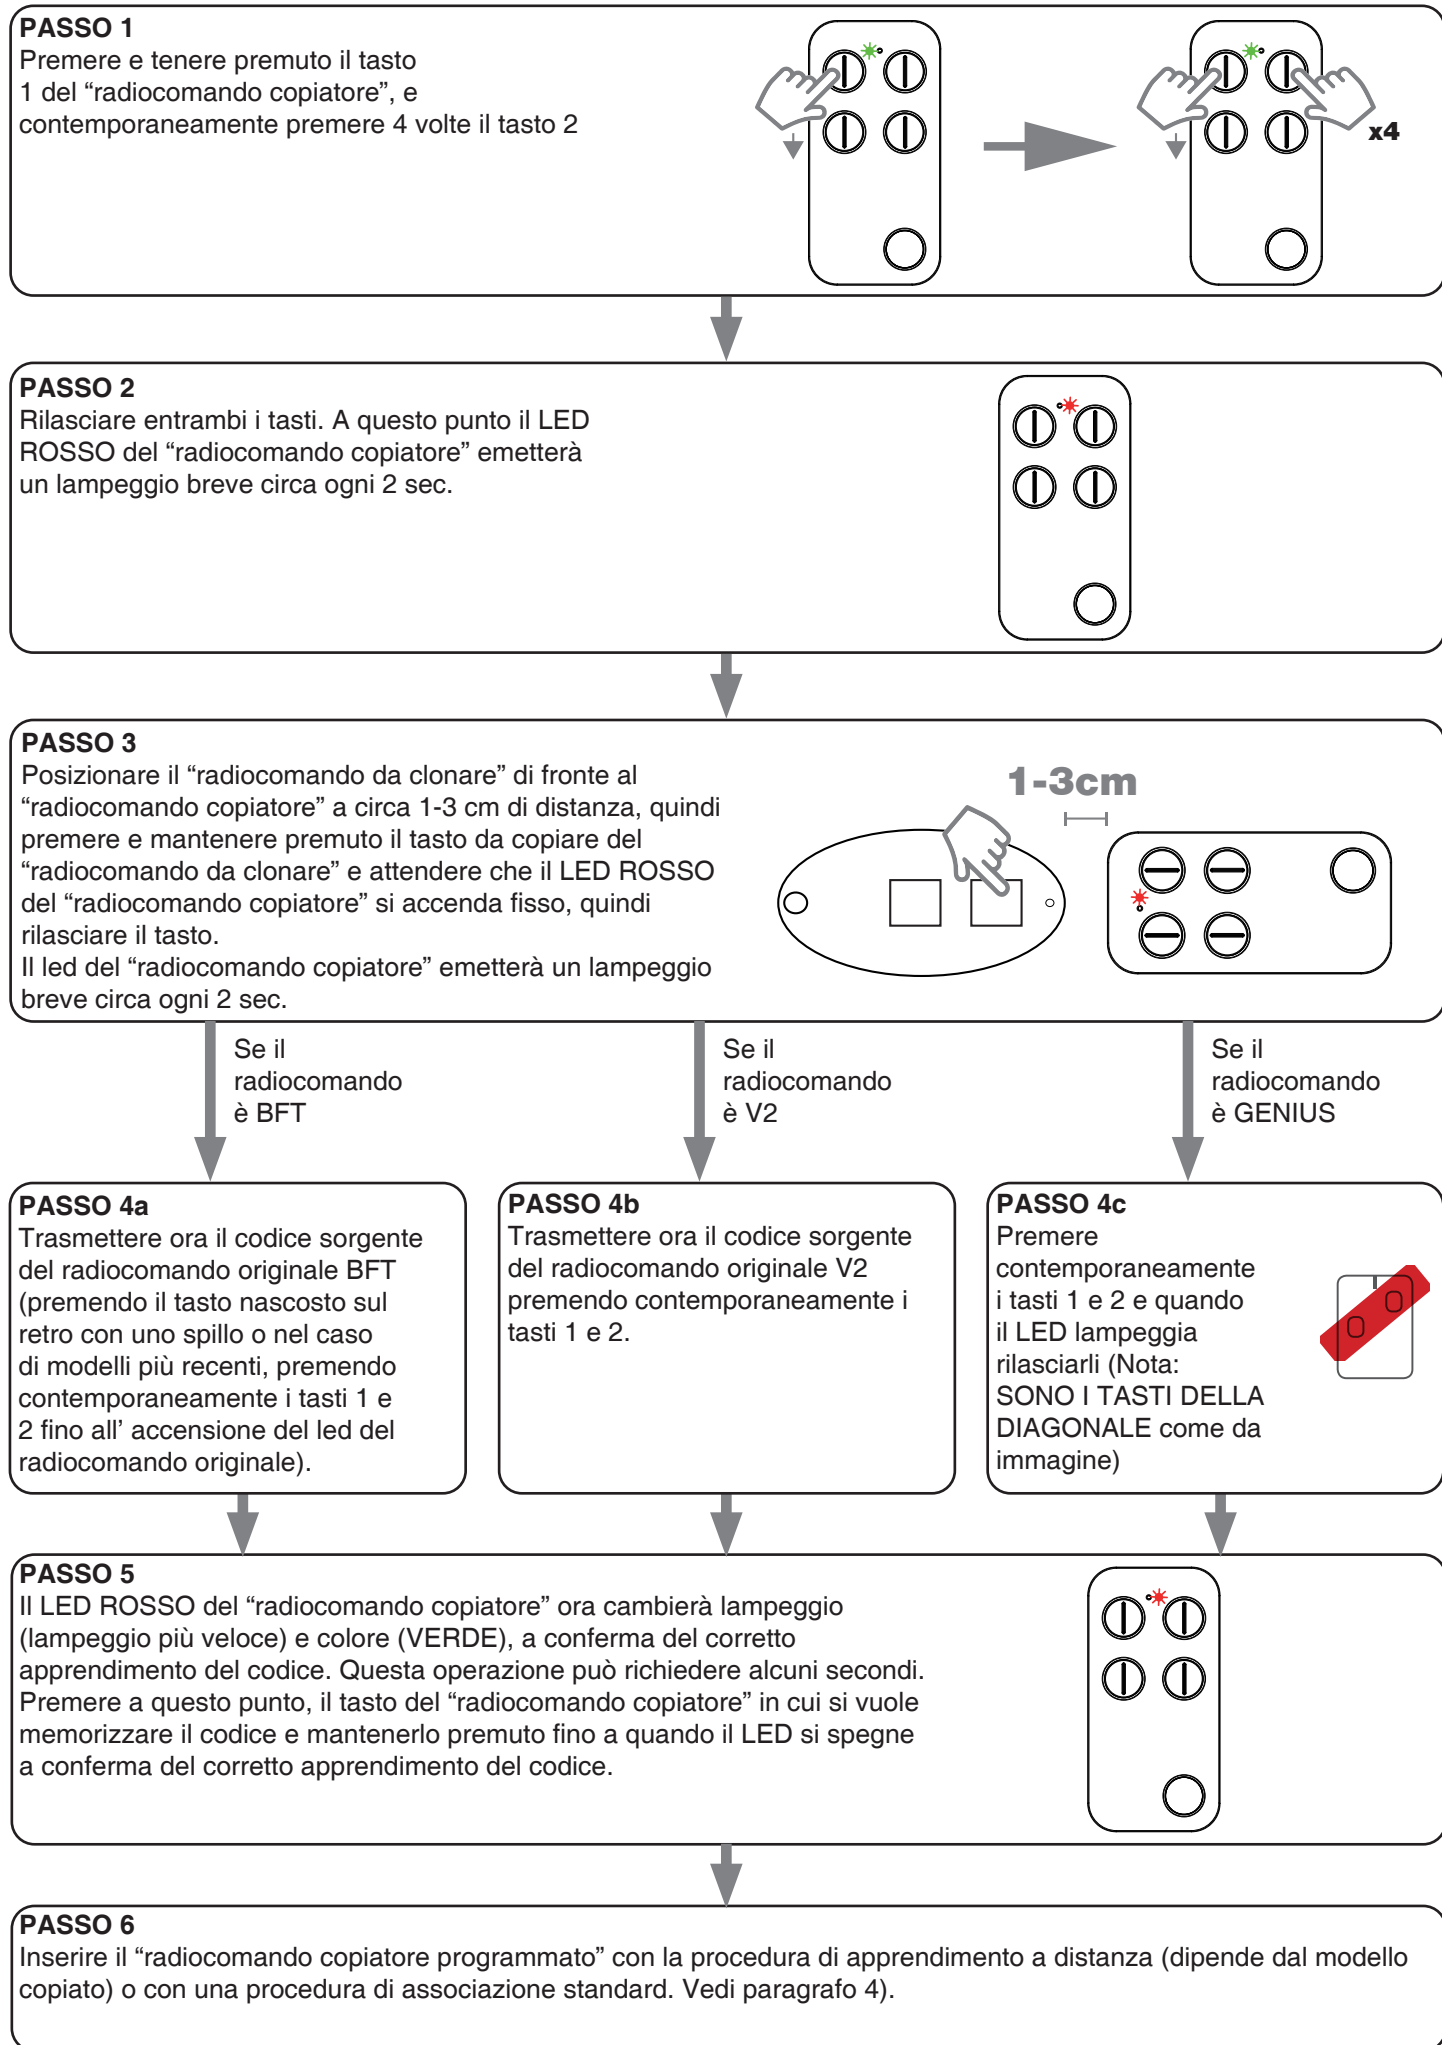 PASSO 1
Premere e tenere premuto il tasto
1 del “radiocomando copiatore”, e
contemporaneamente premere 4 volte il tasto 2
x4
PASSO 2
Rilasciare entrambi i tasti. A questo punto il LED
ROSSO del “radiocomando copiatore” emetterà
un lampeggio breve circa ogni 2 sec.
PASSO 3
Posizionare il “radiocomando da clonare” di fronte al
“radiocomando copiatore” a circa 1-3 cm di distanza, quindi
premere e mantenere premuto il tasto da copiare del
“radiocomando da clonare” e attendere che il LED ROSSO
del “radiocomando copiatore” si accenda fisso, quindi
rilasciare il tasto.
Il led del “radiocomando copiatore” emetterà un lampeggio
breve circa ogni 2 sec.
1-3cm
Se il
radiocomando
è BFT
Se il
radiocomando
è V2
Se il
radiocomando
è GENIUS
PASSO 4a
Trasmettere ora il codice sorgente
del radiocomando originale BFT
(premendo il tasto nascosto sul
retro con uno spillo o nel caso
di modelli più recenti, premendo
contemporaneamente i tasti 1 e
2 fino all’ accensione del led del
radiocomando originale).
PASSO 4b
Trasmettere ora il codice sorgente
del radiocomando originale V2
premendo contemporaneamente i
tasti 1 e 2.
PASSO 4c
Premere
contemporaneamente
i tasti 1 e 2 e quando
il LED lampeggia
rilasciarli (Nota:
SONO I TASTI DELLA
DIAGONALE come da
immagine)
PASSO 5
Il LED ROSSO del “radiocomando copiatore” ora cambierà lampeggio
(lampeggio più veloce) e colore (VERDE), a conferma del corretto
apprendimento del codice. Questa operazione può richiedere alcuni secondi.
Premere a questo punto, il tasto del “radiocomando copiatore” in cui si vuole
memorizzare il codice e mantenerlo premuto fino a quando il LED si spegne
a conferma del corretto apprendimento del codice.
PASSO 6
Inserire il “radiocomando copiatore programmato” con la procedura di apprendimento a distanza (dipende dal modello
copiato) o con una procedura di associazione standard. Vedi paragrafo 4).